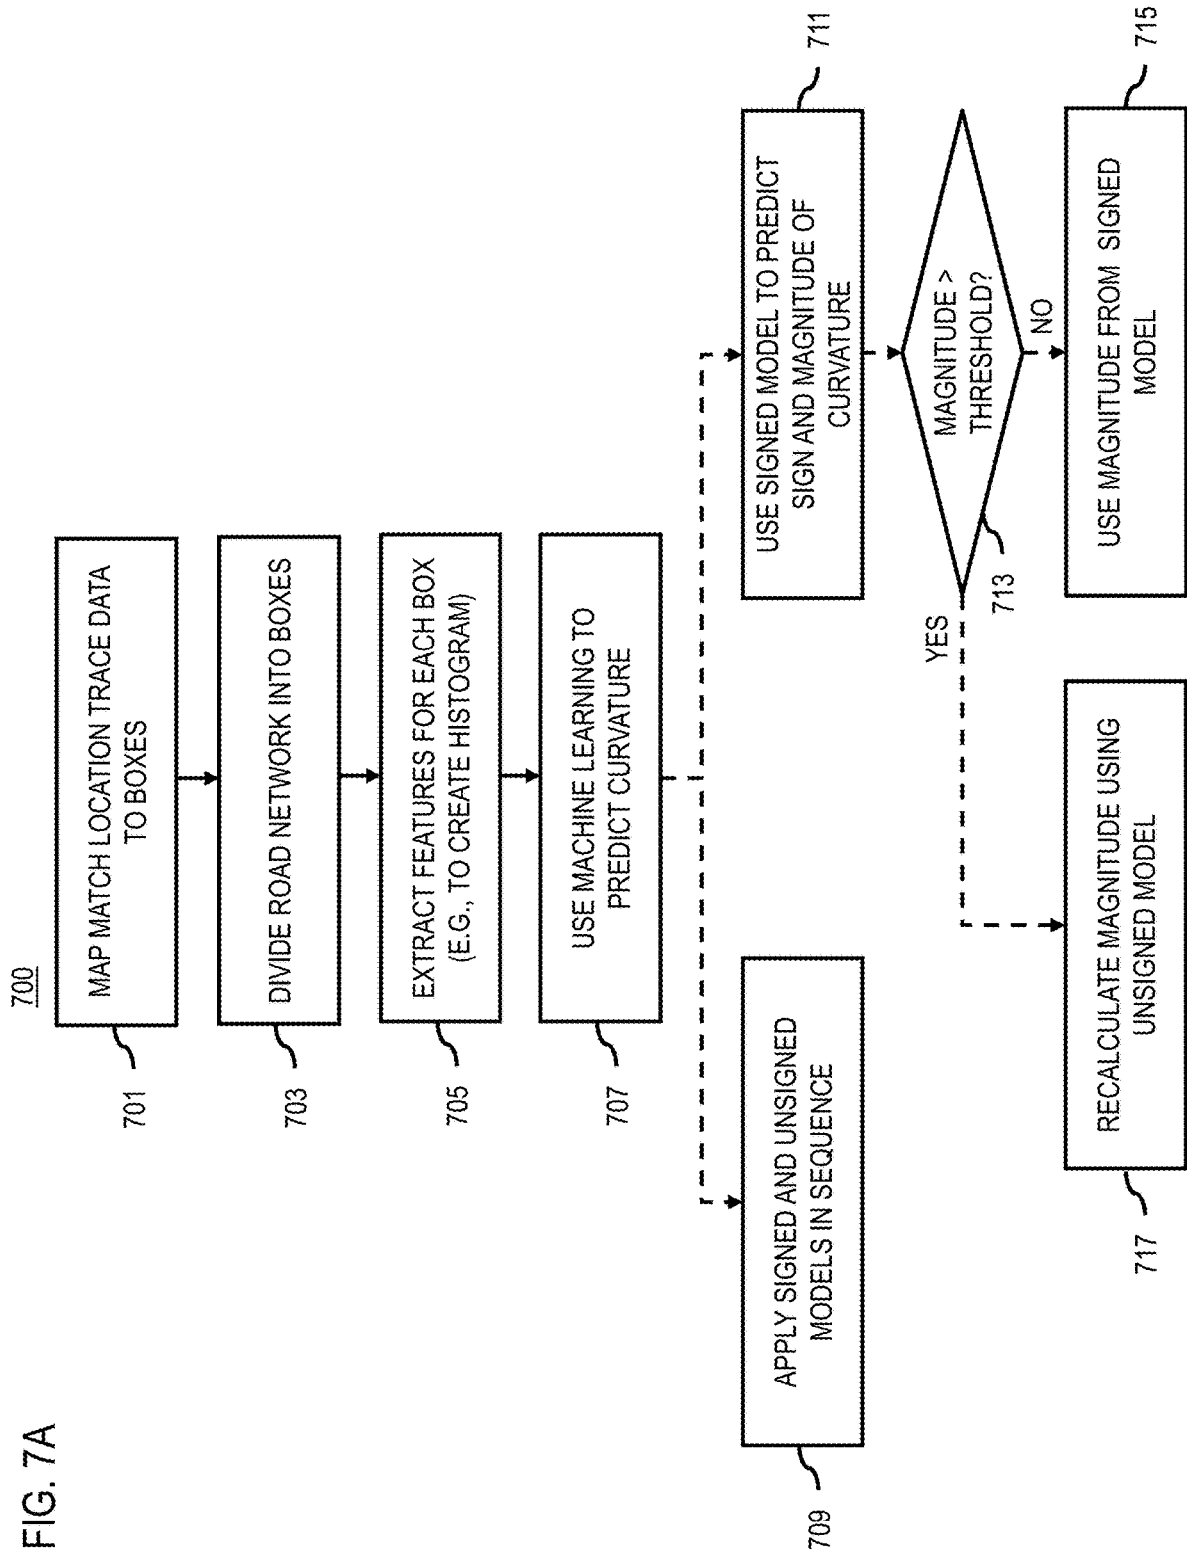 FIG. 7A
700
MAP MATCH LOCATION TRACE DATA
TO BOXES
701
DIVIDE ROAD NETWORK INTO BOXES
703
EXTRACT FEATURES FOR EACH BOX
(E.G., TO CREATE HISTOGRAM)
705
USE MACHINE LEARNING TO
PREDICT CURVATURE
707
APPLY SIGNED AND UNSIGNED
MODELS IN SEQUENCE
709
USE SIGNED MODEL TO PREDICT
SIGN AND MAGNITUDE OF
CURVATURE
711
MAGNITUDE >
THRESHOLD?
713
YES
NO
RECALCULATE MAGNITUDE USING
UNSIGNED MODEL
717
USE MAGNITUDE FROM SIGNED
MODEL
715